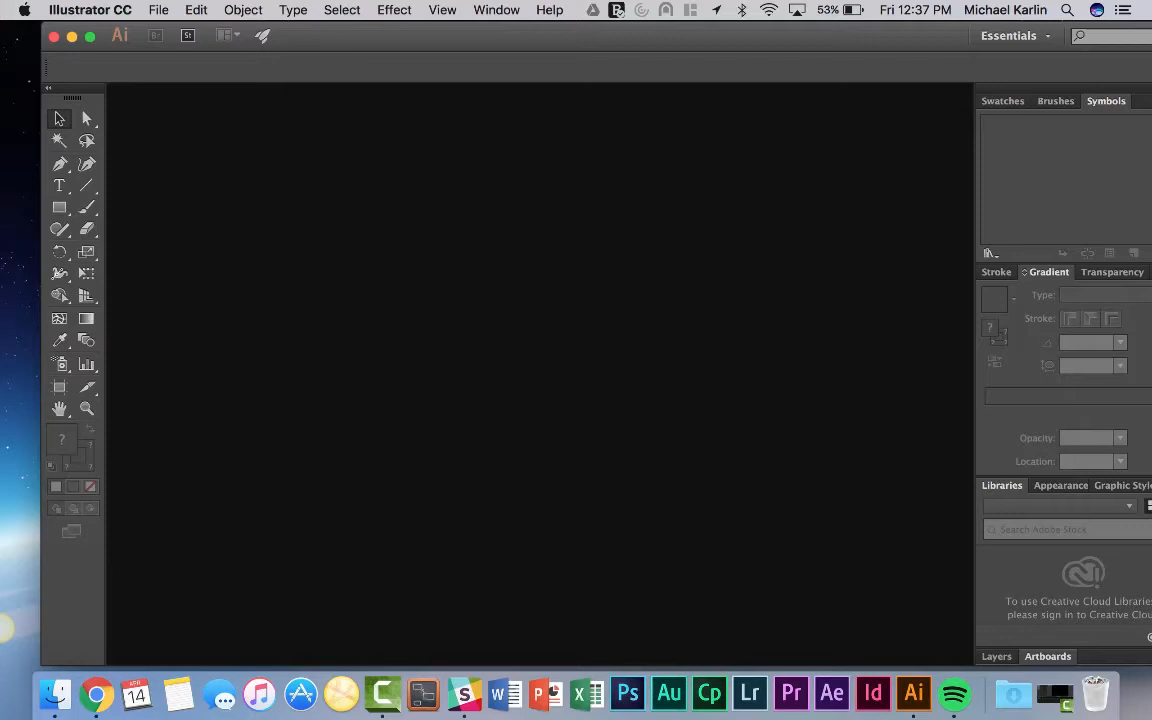 Illustrator CC File Edit Object Type Select Effect View Window Help 53% Fri 12:37 PM Michael Karlin
Ai Br St Essentials
Swatches Brushes Symbols
Stroke Gradient Transparency
Type:
?
Stroke:
?
?
?
Opacity:
Location:
Libraries Appearance Graphic Style
Search Adobe Stock
To use Creative Cloud Libraries
please sign in to Creative Clou
Layers Artboards
APR
14
W P X Ps Au Cp Lr Pr Ae Id Ai